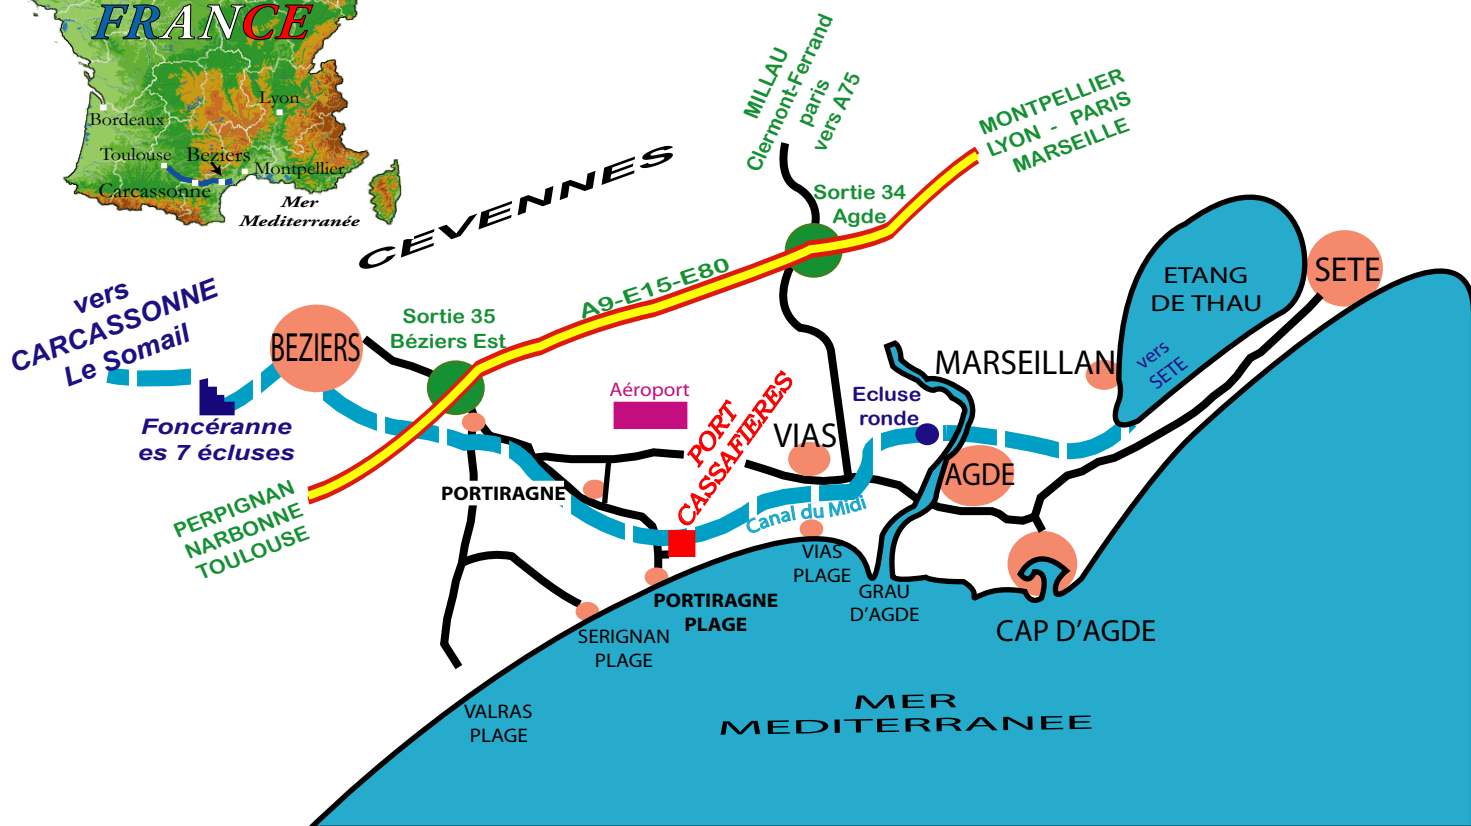 FRANCE
Lyon
Bordeaux
Toulouse
Beziers
Montpellier
Carcassonne
Mer
Mediterranée
CEVENNES
MILLAU
Clermont-Ferrand
paris
vers A75
MONTPELLIER
LYON - PARIS
MARSEILLE
Sortie 34
Agde
A9-E15-E80
vers
CARCASSONNE
Le Somail
BEZIERS
Sortie 35
Béziers Est
Foncéranne
es 7 écluses
PERPIGNAN
NARBONNE
TOULOUSE
Aéroport
PORT
CASSAFIERES
PORTIRAGNE
VIAS
Ecluse
ronde
MARSEILLAN
ETANG
DE THAU
SETE
vers
SETE
AGDE
Canal du Midi
VIAS
PLAGE
GRAU
D'AGDE
CAP D'AGDE
PORTIRAGNE
PLAGE
SERIGNAN
PLAGE
VALRAS
PLAGE
MER
MEDITERRANEE